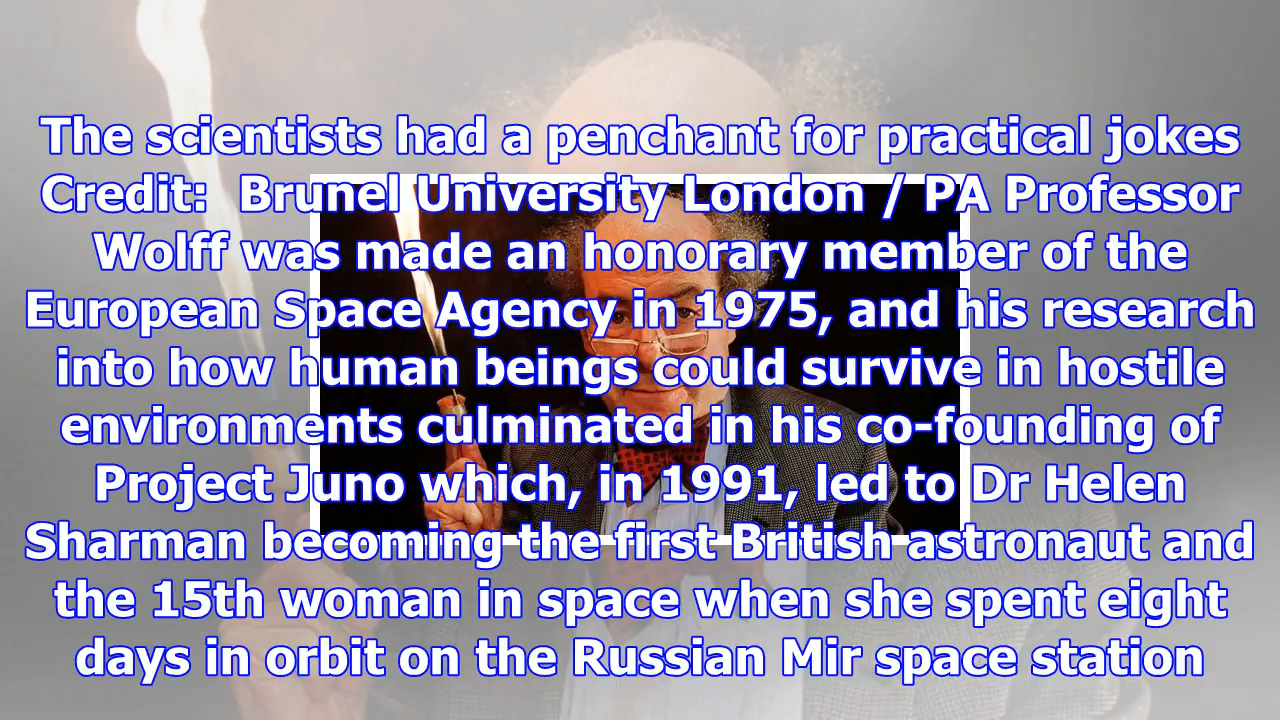 The scientists had a penchant for practical jokes
Credit:  Brunel University London / PA Professor
Wolff was made an honorary member of the
European Space Agency in 1975, and his research
into how human beings could survive in hostile
environments culminated in his co-founding of
Project Juno which, in 1991, led to Dr Helen
Sharman becoming the first British astronaut and
the 15th woman in space when she spent eight
days in orbit on the Russian Mir space station